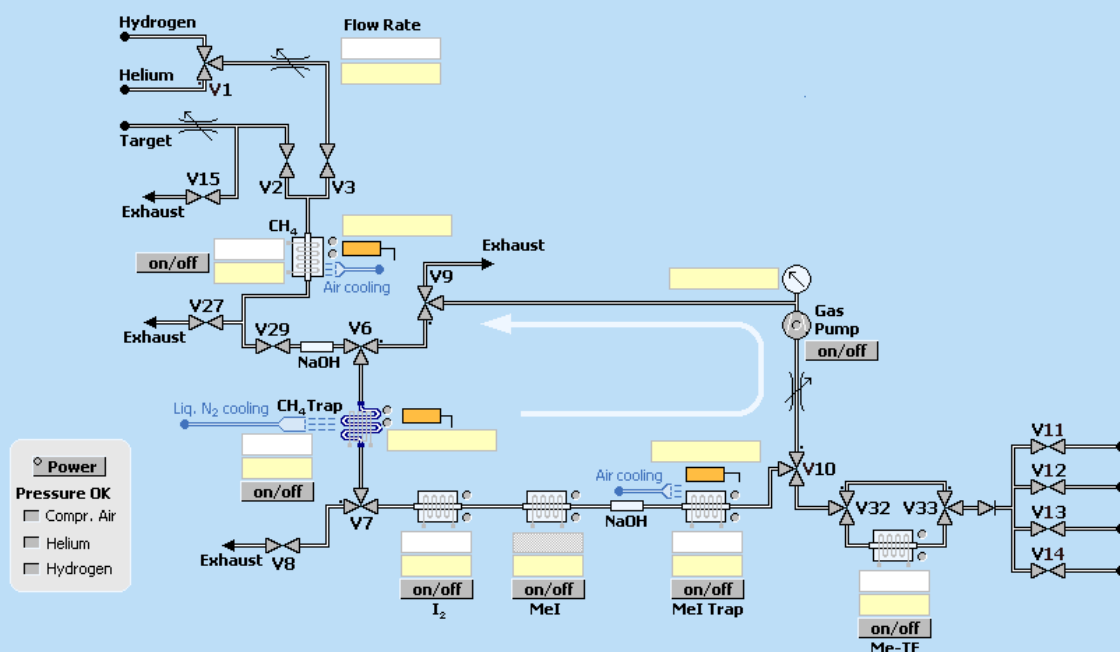 Hydrogen
Flow Rate
Helium
V1
Target
V15
V2
V3
Exhaust
CH4
Exhaust
on/off
V9
Air cooling
V27
Gas
Pump
Exhaust
V29
V6
NaOH
on/off
Liq. N2 cooling
CH4Trap
V11
Power
Air cooling
V10
V12
Pressure OK
on/off
V32
V33
Compr. Air
V7
NaOH
V13
Helium
Exhaust
V8
V14
Hydrogen
on/off
on/off
on/off
I2
MeI
MeI Trap
on/off
Me-TF